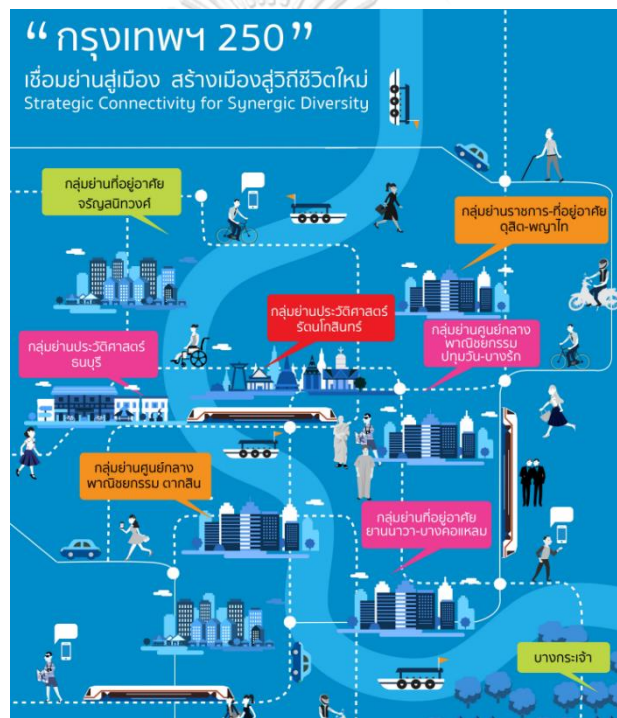 “ กรุงเทพฯ 250 ”
เชื่อมย่านสู่เมือง สร้างเมืองสู่วิถีชีวิตใหม่
Strategic Connectivity for Synergic Diversity
กลุ่มย่านที่อยู่อาศัย
จรัญสนิทวงศ์
กลุ่มย่านราชการ-ที่อยู่อาศัย
ดุสิต-พญาไท
กลุ่มย่านประวัติศาสตร์
รัตนโกสินทร์
กลุ่มย่านศูนย์กลาง
พาณิชยกรรม
ปทุมวัน-บางรัก
กลุ่มย่านประวัติศาสตร์
ธนบุรี
กลุ่มย่านศูนย์กลาง
พาณิชยกรรม ตากสิน
กลุ่มย่านที่อยู่อาศัย
ยานนาวา-บางคอแหลม
บางกระเจ้า